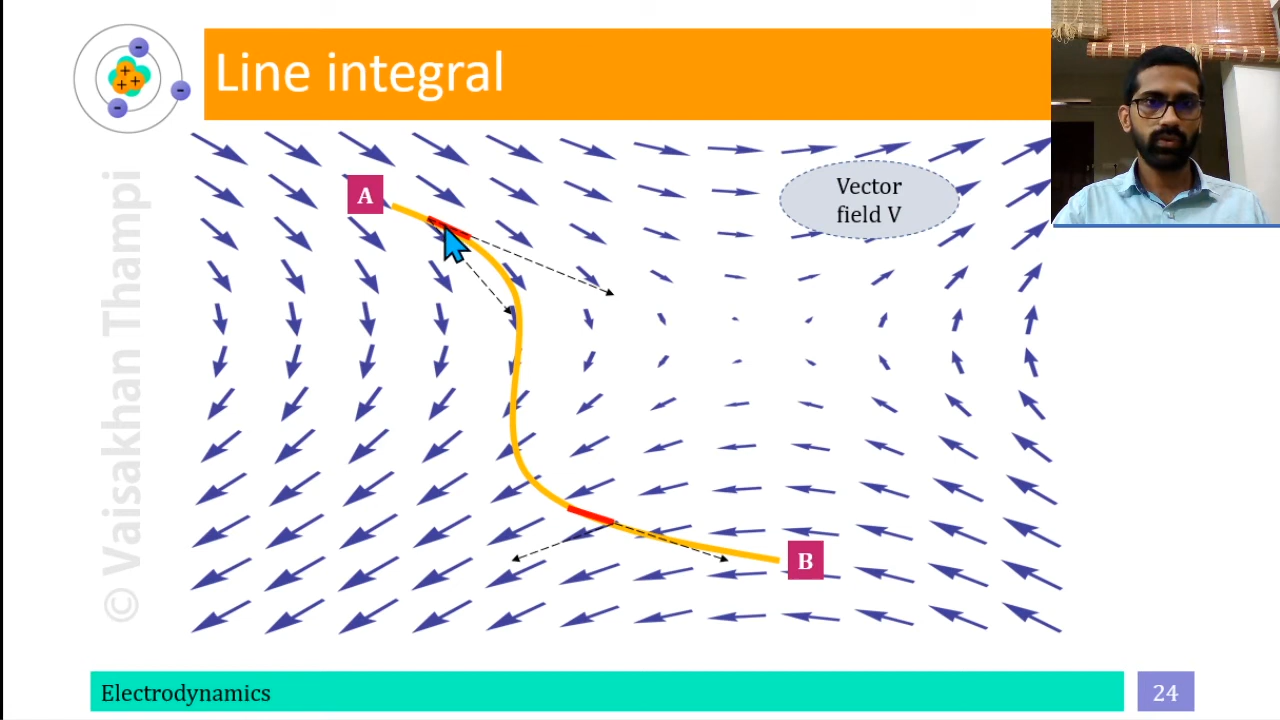 Line integral
A
Vector
field V
B
© Vaisakhan Thampi
Electrodynamics
24